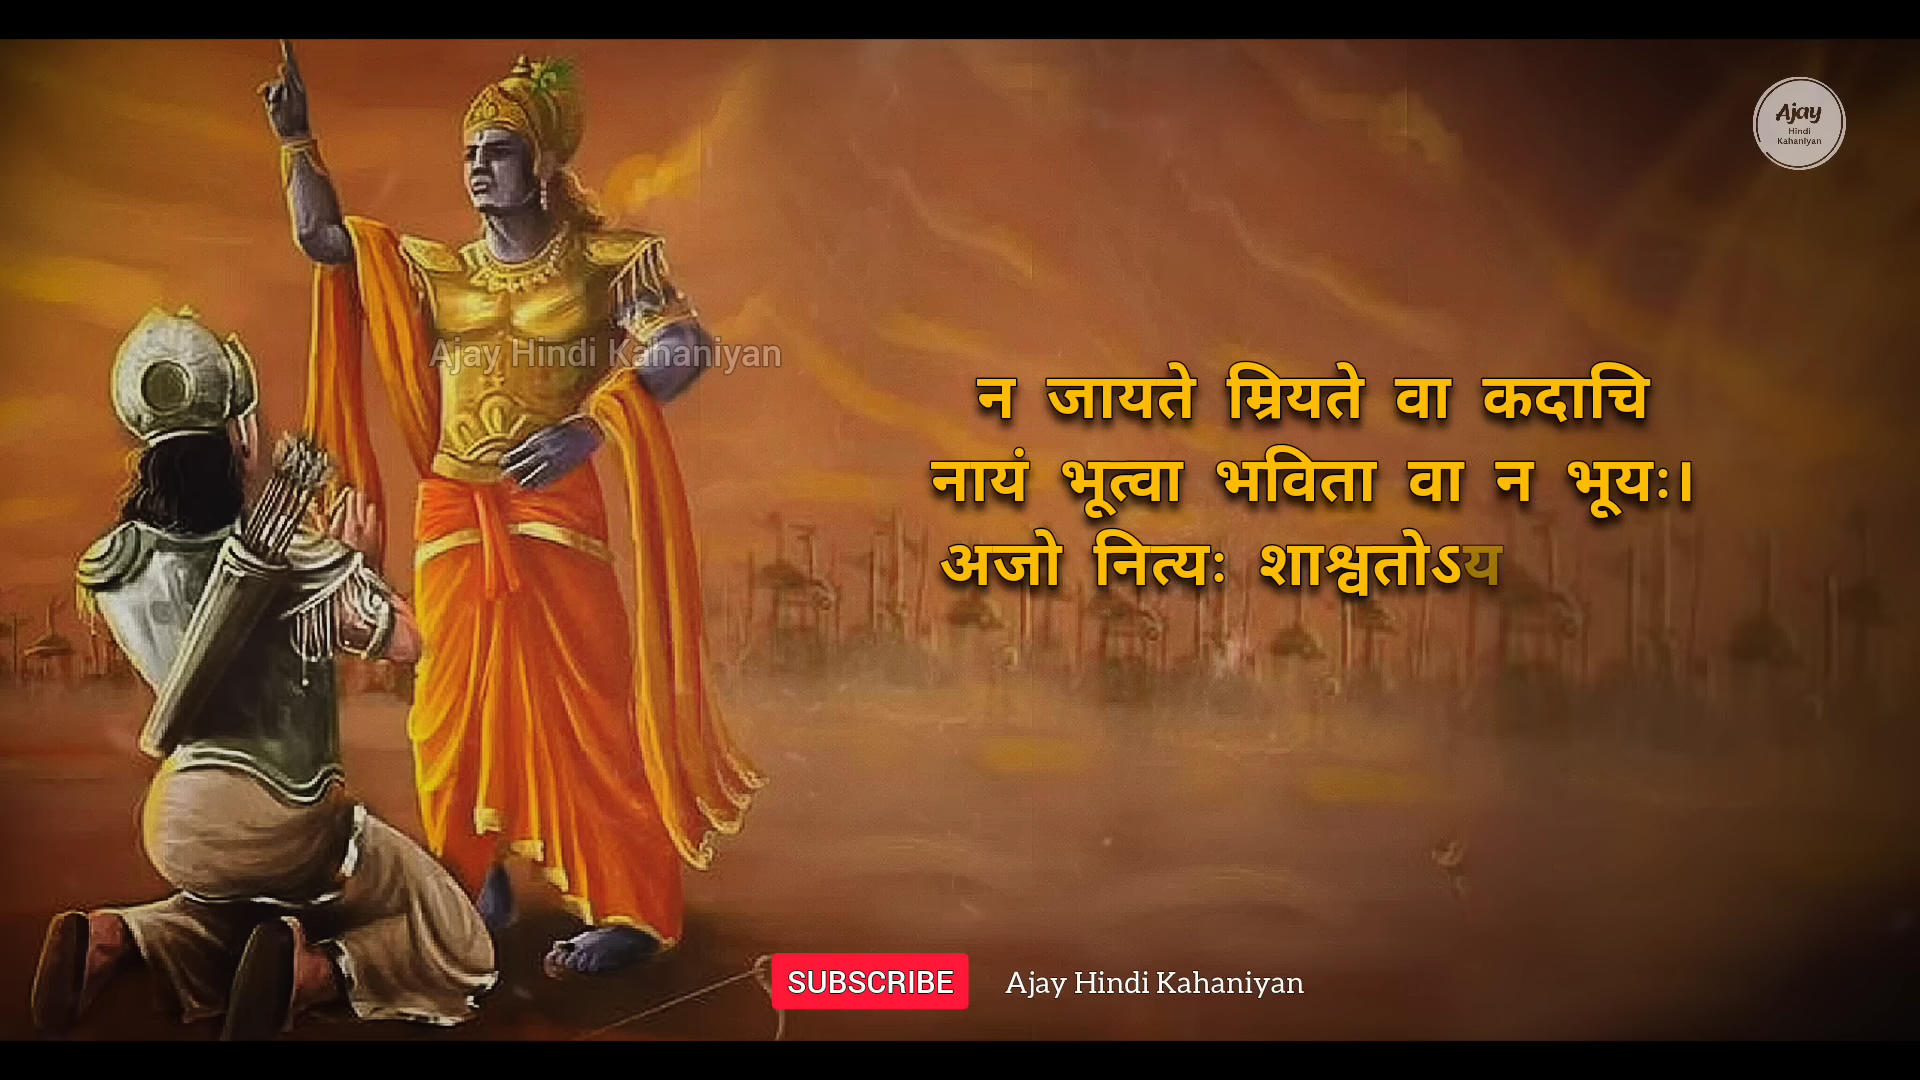 Ajay
Hindi
Kahaniyan
Ajay Hindi Kahaniyan
न जायते म्रियते वा कदाचि
नायं भूत्वा भविता वा न भूयः।
अजो नित्यः शाश्वतोऽय
SUBSCRIBE
Ajay Hindi Kahaniyan